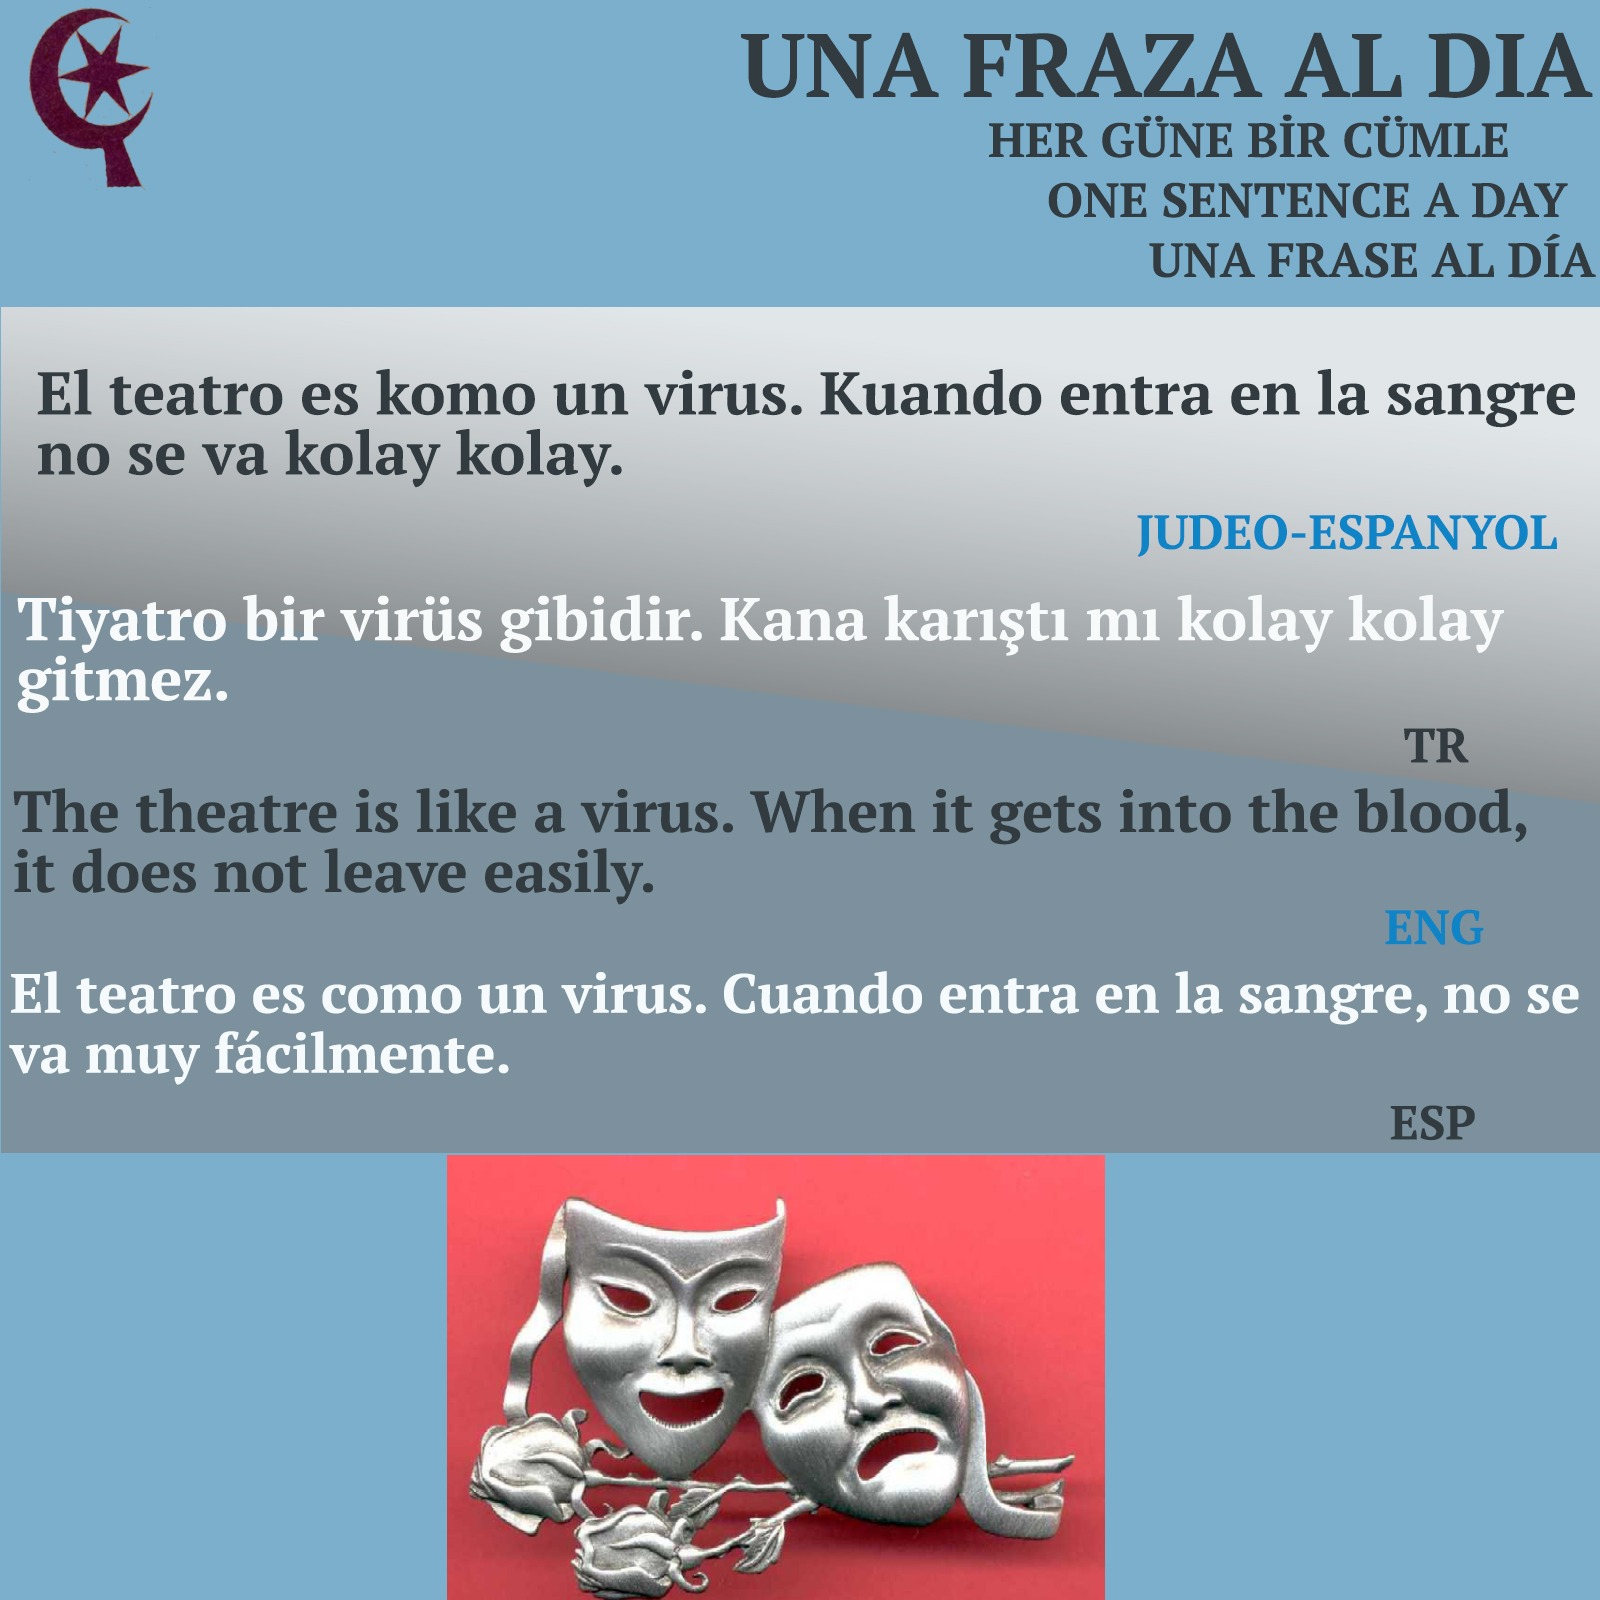 UNA FRAZA AL DIA
HER GÜNE BİR CÜMLE
ONE SENTENCE A DAY
UNA FRASE AL DÍA
El teatro es komo un virus. Kuando entra en la sangre
no se va kolay kolay.
JUDEO-ESPANYOL
Tiyatro bir virüs gibidir. Kana karıştı mı kolay kolay
gitmez.
TR
The theatre is like a virus. When it gets into the blood,
it does not leave easily.
ENG
El teatro es como un virus. Cuando entra en la sangre, no se
va muy fácilmente.
ESP